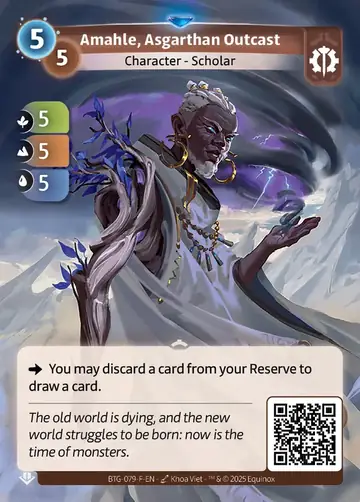 5
5
Amahle, Asgarthan Outcast
Character - Scholar
5
5
5
You may discard a card from your Reserve to
draw a card.
The old world is dying, and the new
world struggles to be born: now is the
time of monsters.
BTG-079-F-EN - Khoa Viet - ™ & © 2025 Equinox